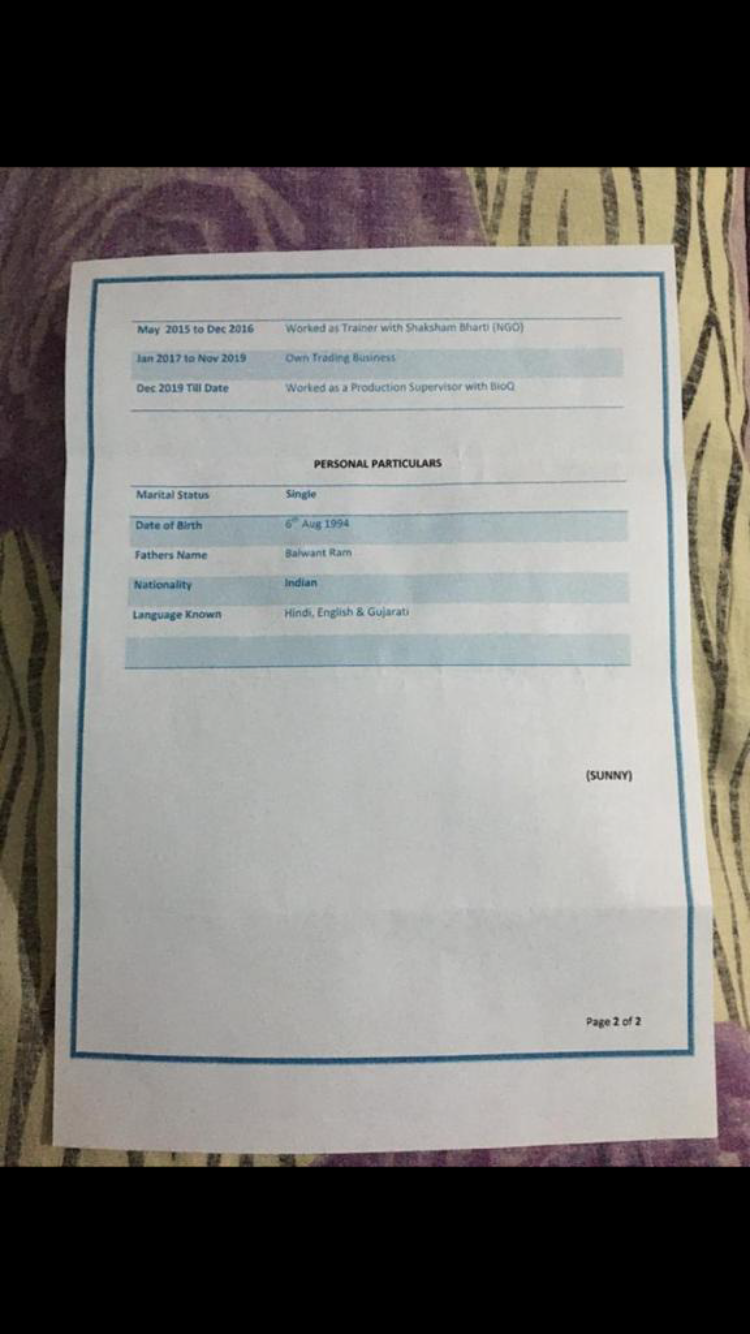 May 2015 to Dec 2016 Worked as Trainer with Shaksham Bharti (NGO)
Jan 2017 to Nov 2019 Own Trading Business
Dec 2019 Till Date Worked as a Production Supervisor with BioQ
PERSONAL PARTICULARS
Marital Status Single
Date of Birth 6th Aug 1994
Fathers Name Balwant Ram
Nationality Indian
Language Known Hindi, English & Gujarati
(SUNNY)
Page 2 of 2